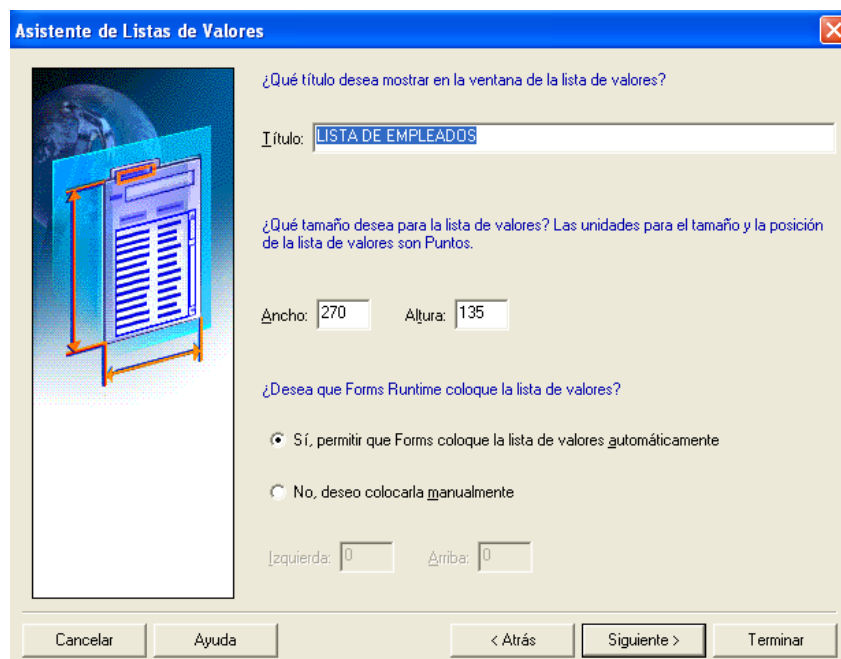 Asistente de Listas de Valores
¿Qué título desea mostrar en la ventana de la lista de valores?
Título: LISTA DE EMPLEADOS
¿Qué tamaño desea para la lista de valores? Las unidades para el tamaño y la posición
de la lista de valores son Puntos.
Ancho: 270 Altura: 135
¿Desea que Forms Runtime coloque la lista de valores?
Sí, permitir que Forms coloque la lista de valores automáticamente
No, deseo colocarla manualmente
Izquierda: 0 Arriba: 0
Cancelar Ayuda < Atrás Siguiente > Terminar